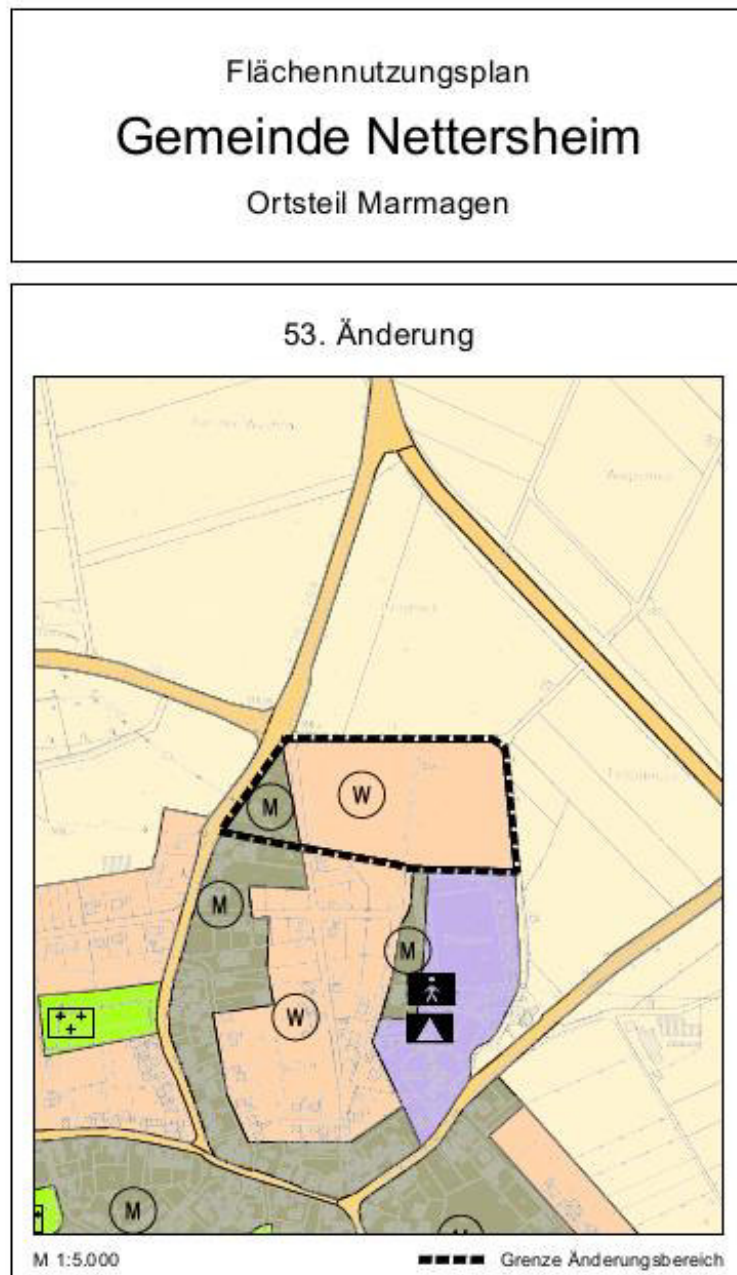 Flächennutzungsplan
Gemeinde Nettersheim
Ortsteil Marmagen
53. Änderung
M
W
M
M
W
M
M 1:5.000
Grenze Änderungsbereich